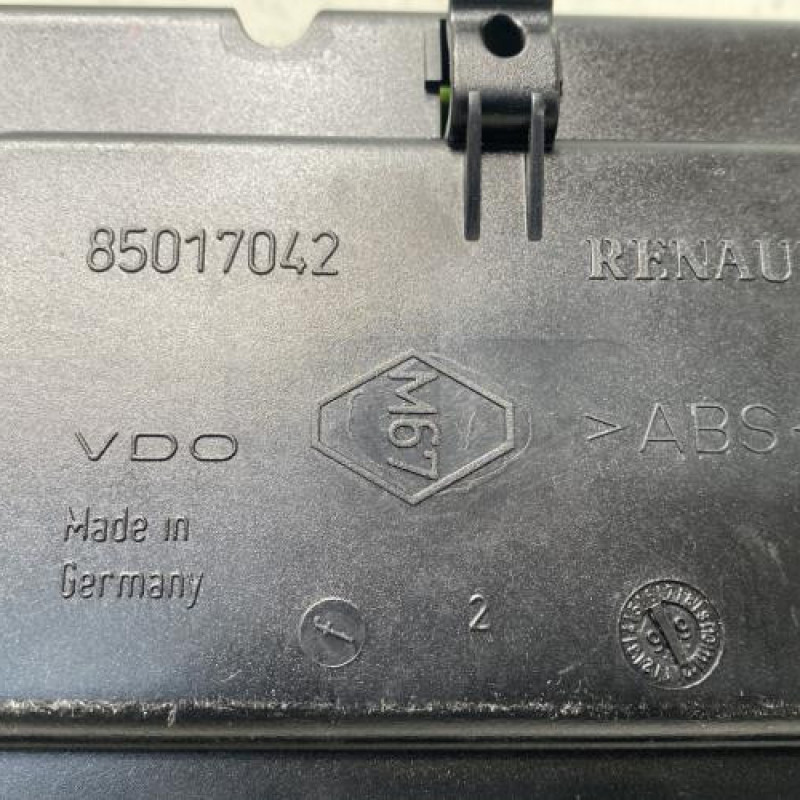 85017042
RENAU
M67
VDO
>ABS-
Made in
Germany
f
2